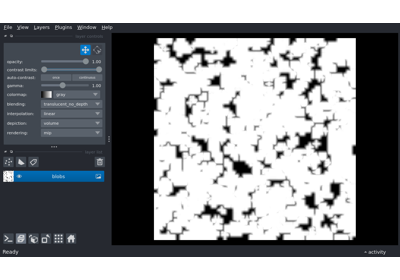 File View Layers Plugins Window Help
opacity: 1.00
contrast limits:
auto-contrast: once continuous
gamma: 1.00
colormap: gray
blending: translucent_no_depth
interpolation: linear
depiction: volume
rendering: mip
blobs
Ready
activity